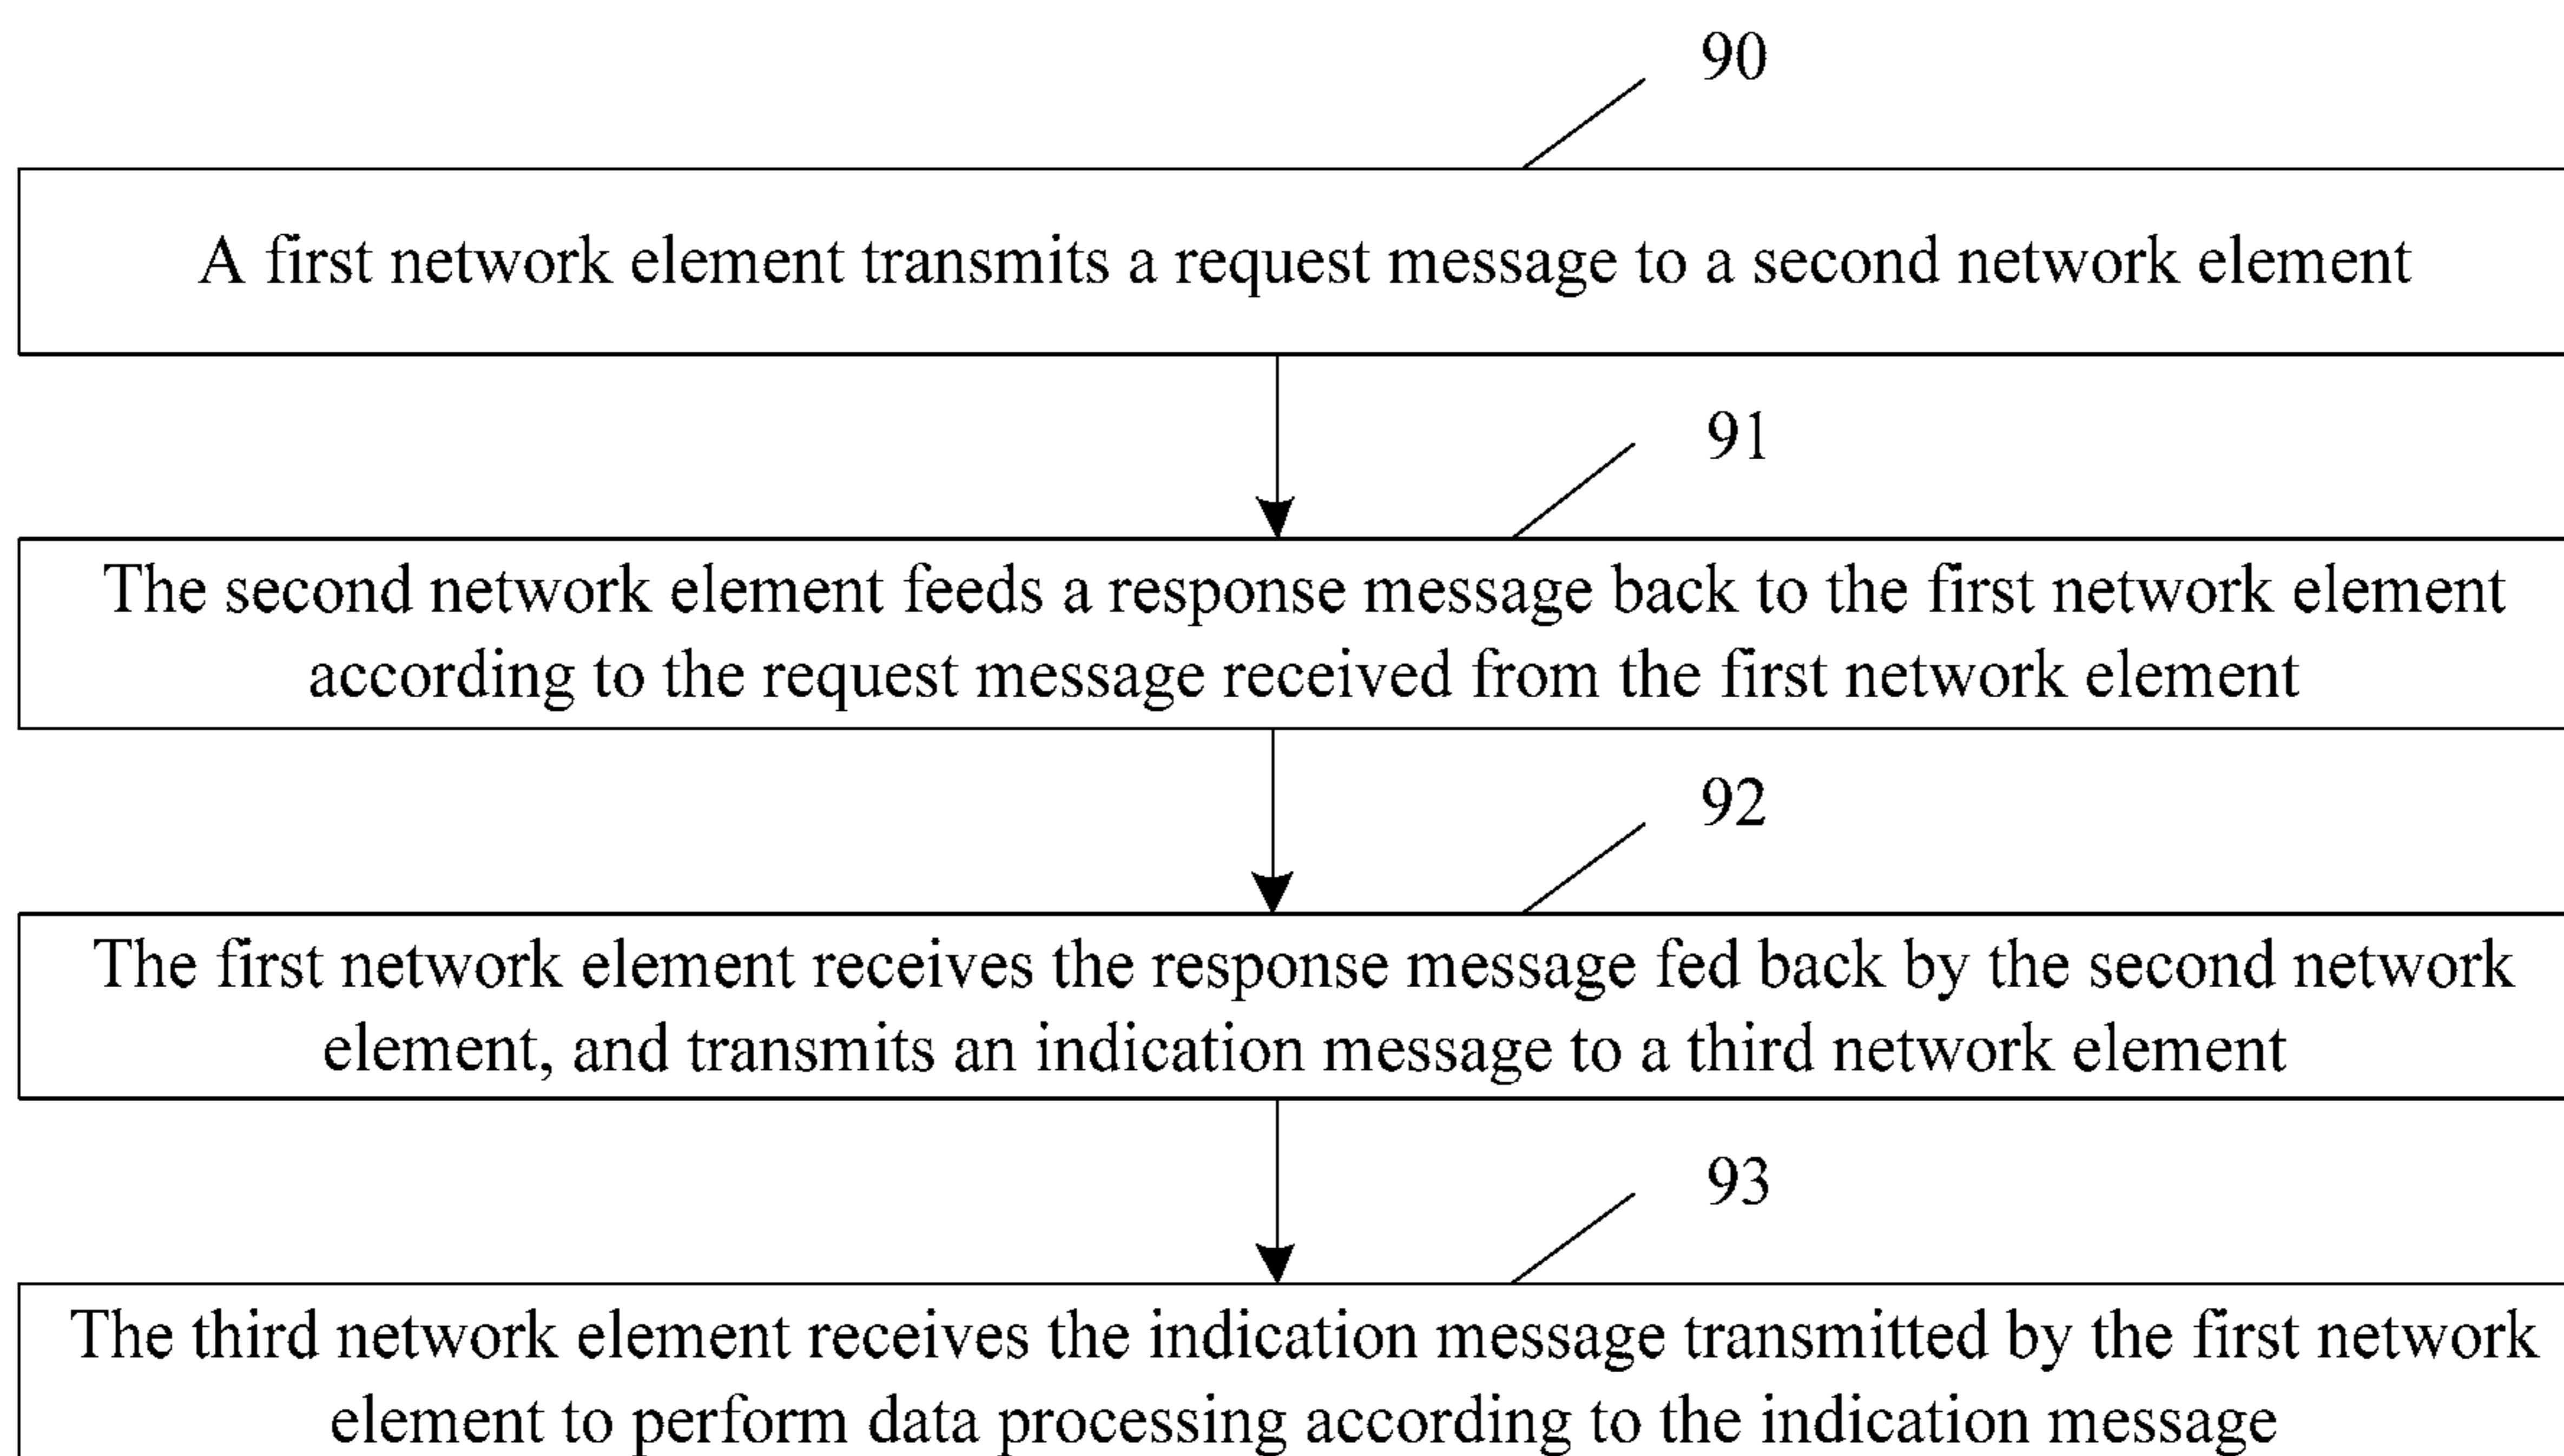 90
A first network element transmits a request message to a second network element
91
The second network element feeds a response message back to the first network element
according to the request message received from the first network element
92
The first network element receives the response message fed back by the second network
element, and transmits an indication message to a third network element
93
The third network element receives the indication message transmitted by the first network
element to perform data processing according to the indication message